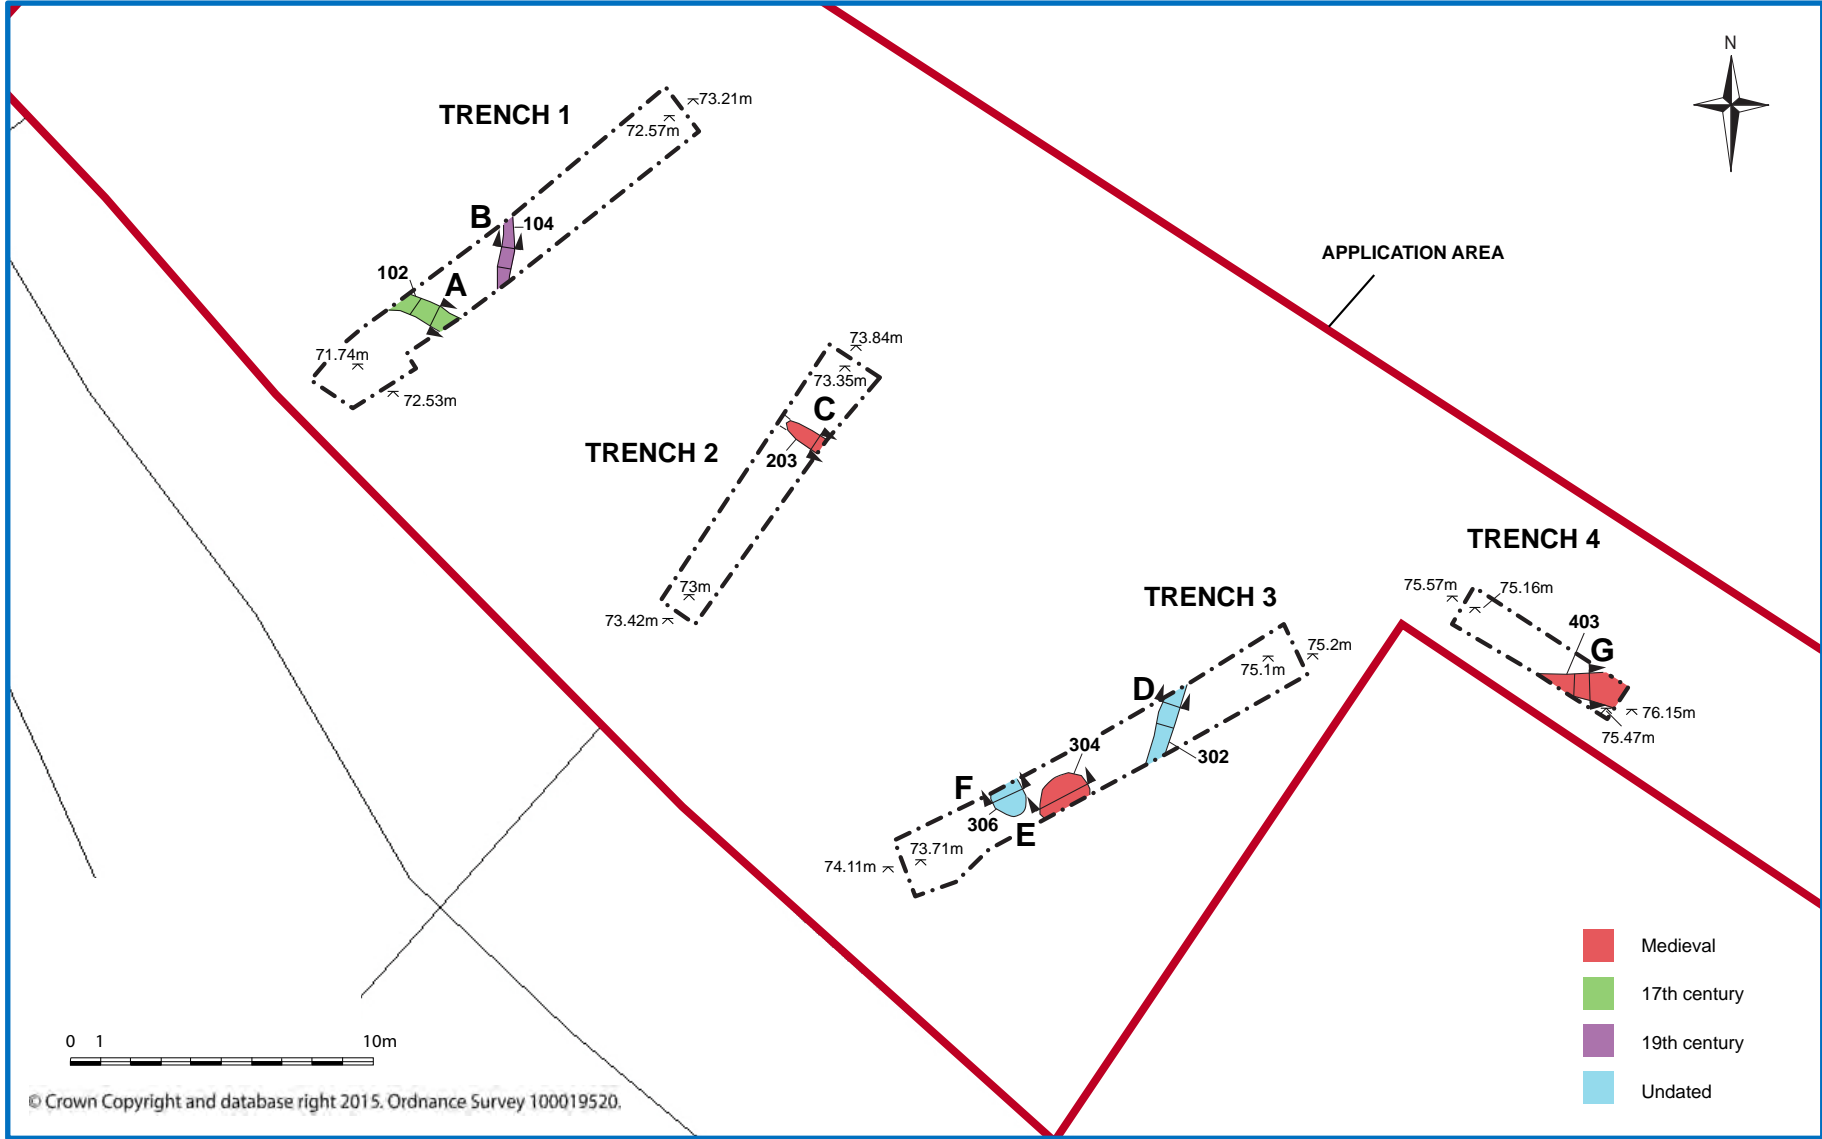 N
TRENCH 1
73.21m
72.57m
B
104
102
A
71.74m
72.53m
APPLICATION AREA
73.84m
73.35m
C
TRENCH 2
203
73m
73.42m
TRENCH 4
75.57m
75.16m
403
G
76.15m
75.47m
TRENCH 3
75.2m
75.1m
D
302
304
F
306
E
73.71m
74.11m
Medieval
17th century
19th century
Undated
0 1 10m
© Crown Copyright and database right 2015. Ordnance Survey 100019520.